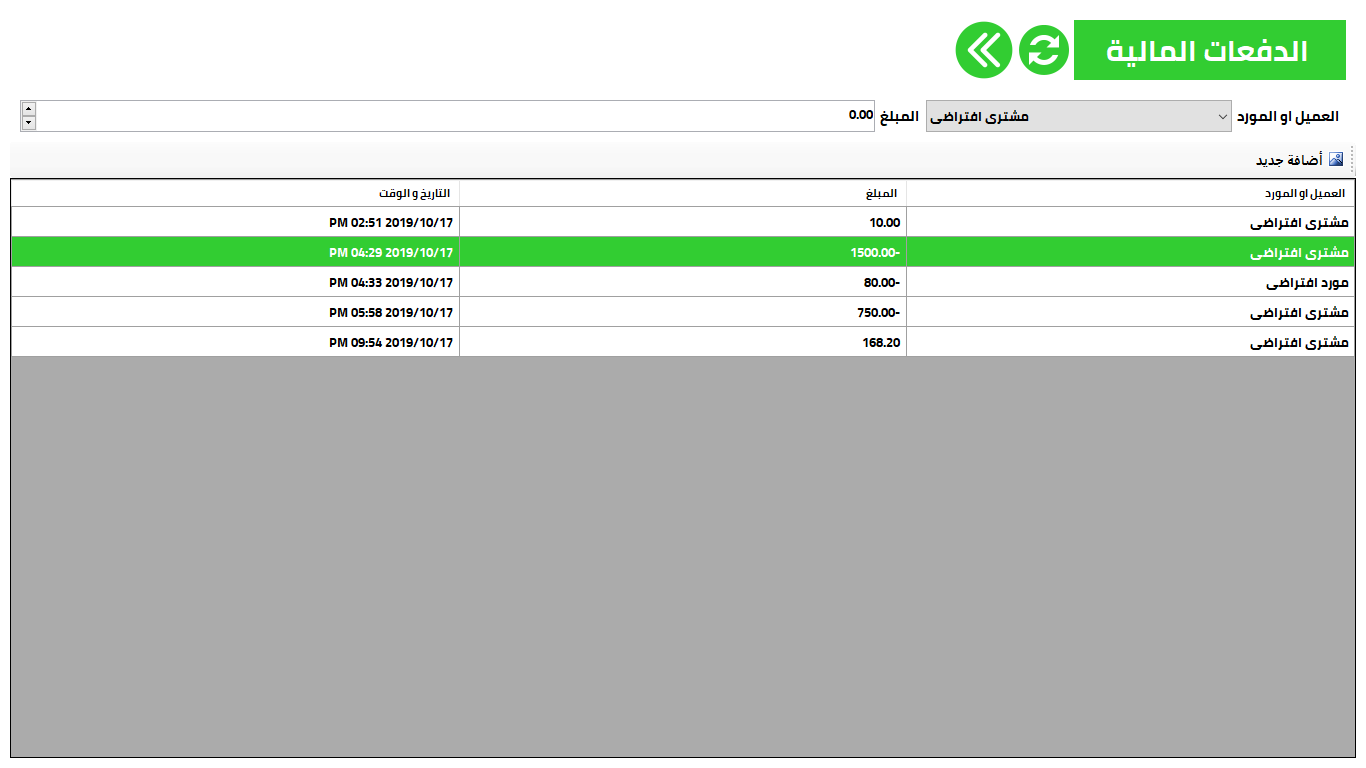 الدفعات المالية
العميل او المورد مشترى افتراضى المبلغ 0.00
أضافة جديد
العميل او المورد المبلغ التاريخ و الوقت
مشترى افتراضى 10.00 2019/10/17 02:51 PM
مشترى افتراضى -1500.00 2019/10/17 04:29 PM
مورد افتراضى -80.00 2019/10/17 04:33 PM
مشترى افتراضى -750.00 2019/10/17 05:58 PM
مشترى افتراضى 168.20 2019/10/17 09:54 PM